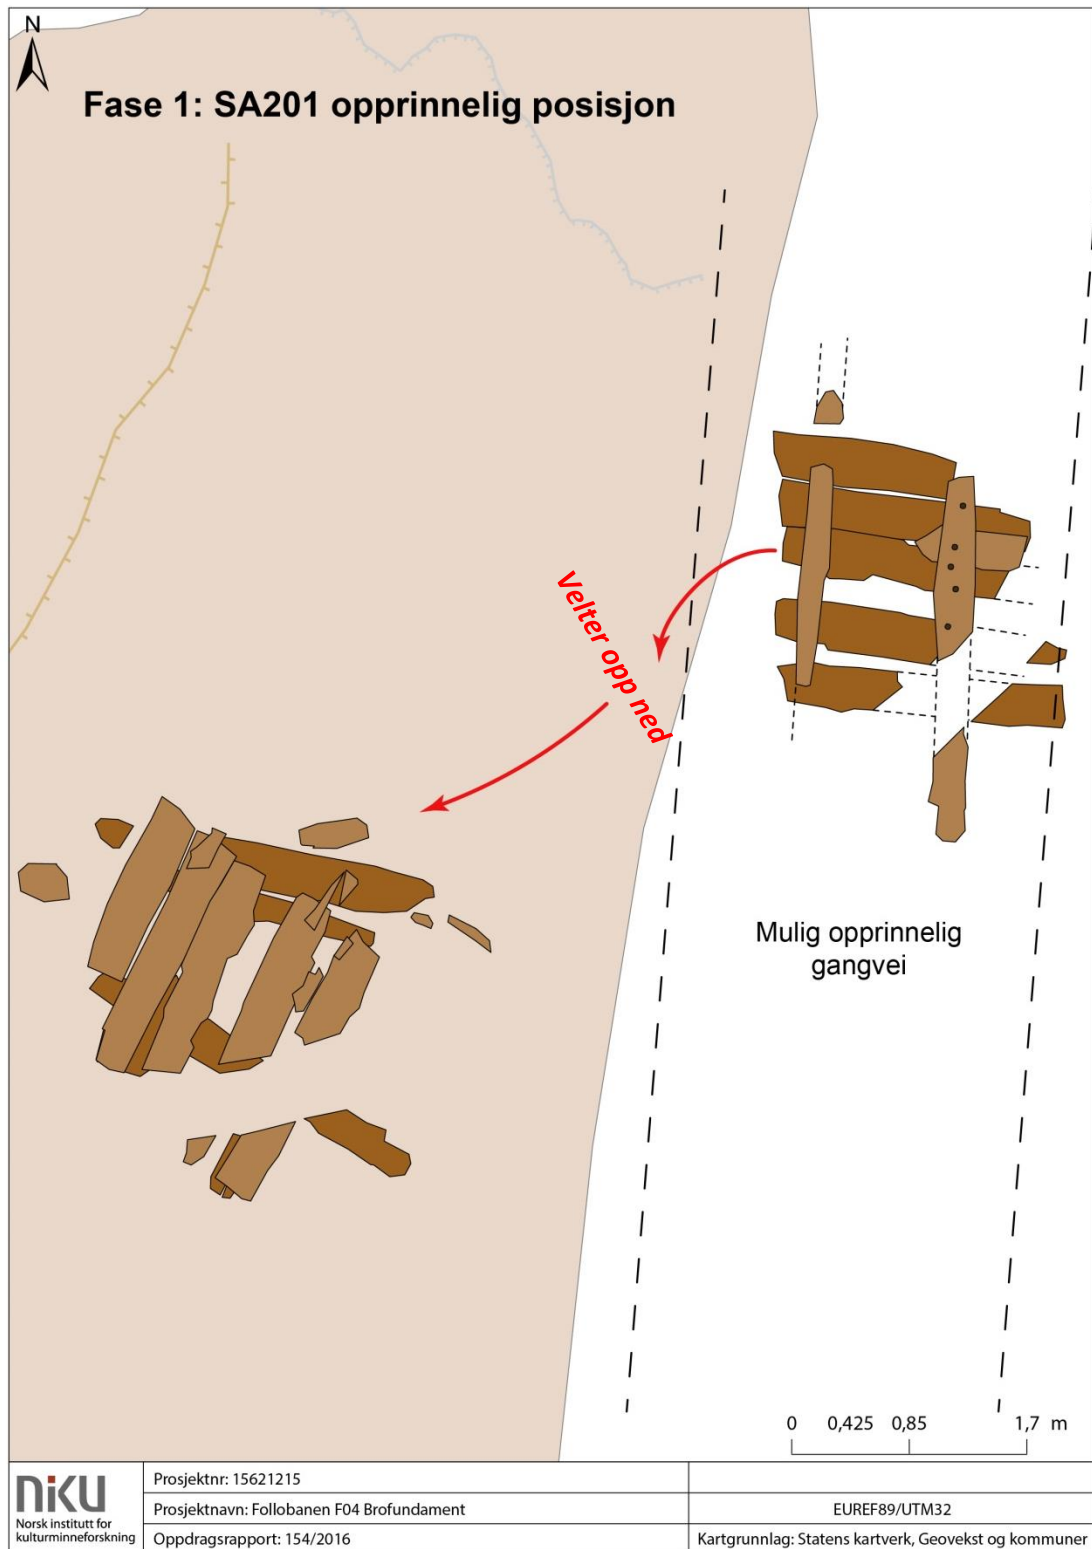 N
Fase 1: SA201 opprinnelig posisjon
Velter opp ned
Mulig opprinnelig
gangvei
0 0,425 0,85 1,7 m
NIKU
Norsk institutt for
kulturminneforskning
Prosjektnr: 15621215
Prosjektnavn: Follobanen F04 Brofundament
EUREF89/UTM32
Oppdragsrapport: 154/2016
Kartgrunnlag: Statens kartverk, Geovekst og kommuner